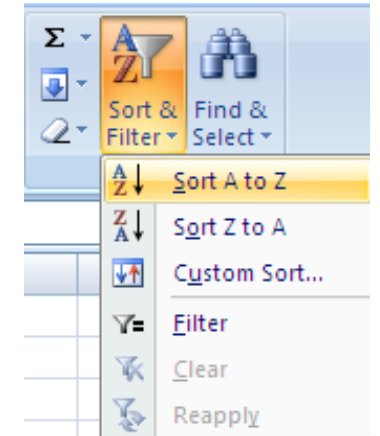 Σ
Sort & Find &
Filter Select
Sort A to Z
Sort Z to A
Custom Sort...
Filter
Clear
Reapply